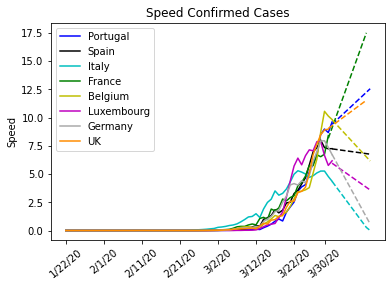 Speed Confirmed Cases
Speed
17.5
15.0
12.5
10.0
7.5
5.0
2.5
0.0
Portugal
Spain
Italy
France
Belgium
Luxembourg
Germany
UK
1/22/20
2/1/20
2/11/20
2/21/20
3/2/20
3/12/20
3/22/20
3/30/20